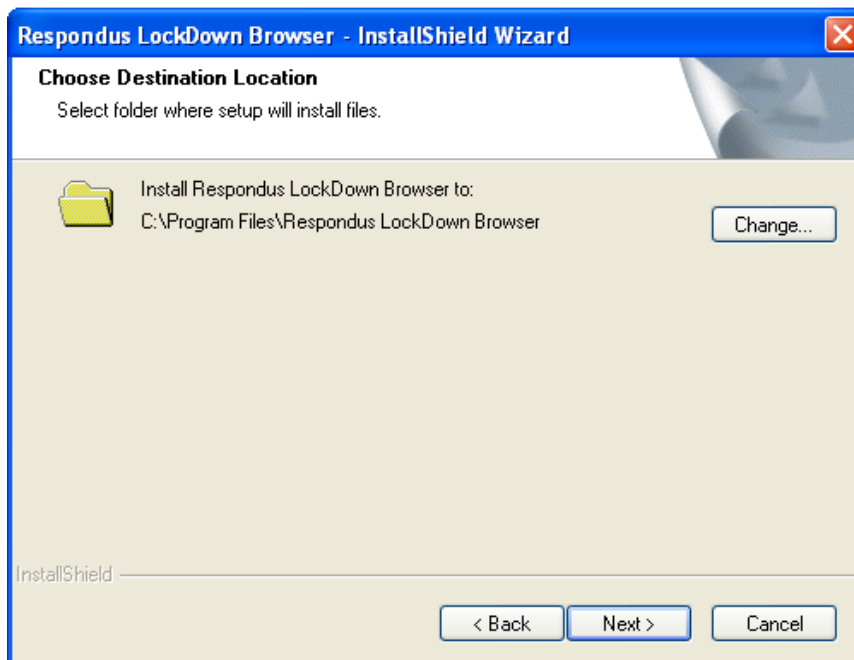 Respondus LockDown Browser - InstallShield Wizard
Choose Destination Location
Select folder where setup will install files.
Install Respondus LockDown Browser to:
C:\Program Files\Respondus LockDown Browser
Change...
InstallShield
< Back
Next >
Cancel